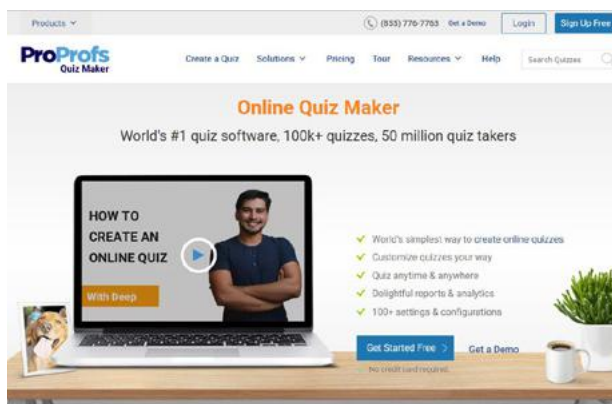 Products
(855) 776-7763 Get a Demo Login Sign Up Free
ProProfs
Quiz Maker
Create a Quiz Solutions Pricing Tour Resources Help Search Quizzes
Online Quiz Maker
World's #1 quiz software, 100k+ quizzes, 50 million quiz takers
HOW TO
CREATE AN
ONLINE QUIZ
With Deep
World's simplest way to create online quizzes
Customize quizzes your way
Quiz anytime & anywhere
Delightful reports & analytics
100+ settings & configurations
Get Started Free Get a Demo
No credit card required.